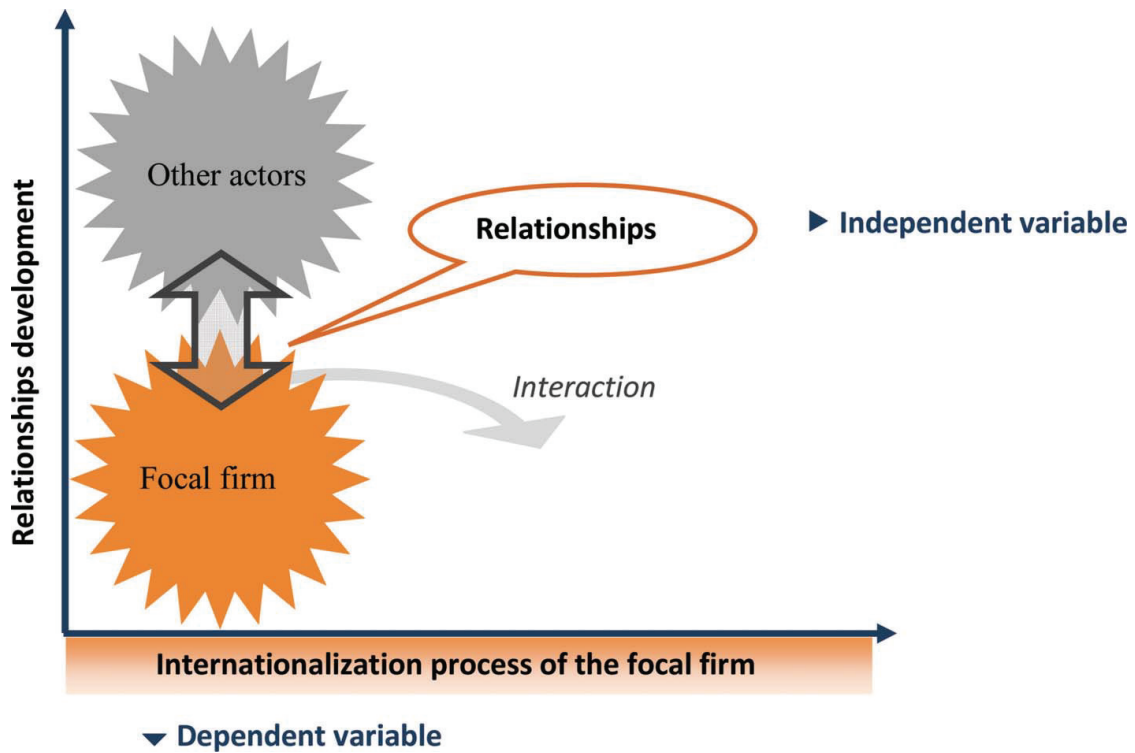 Relationships development
Other actors
Relationships
► Independent variable
Interaction
Focal firm
Internationalization process of the focal firm
▼ Dependent variable